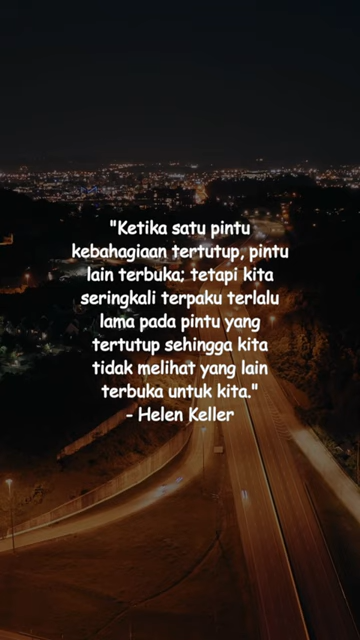 "Ketika satu pintu
kebahagiaan tertutup, pintu
lain terbuka; tetapi kita
seringkali terpaku terlalu
lama pada pintu yang
tertutup sehingga kita
tidak melihat yang lain
terbuka untuk kita."
- Helen Keller